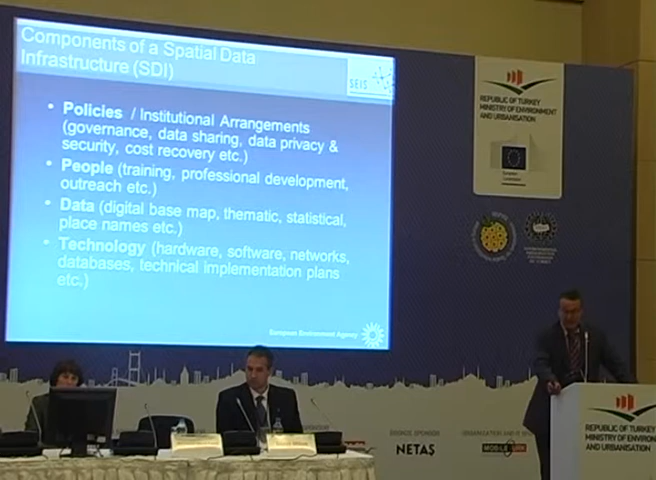 Components of a Spatial Data
Infrastructure (SDI)
SEIS
• Policies / Institutional Arrangements
(governance, data sharing, data privacy &
security, cost recovery etc.)
• People (training, professional development,
outreach etc.)
• Data (digital base map, thematic, statistical,
place names etc.)
• Technology (hardware, software, networks,
databases, technical implementation plans
etc.)
European Environment Agency
REPUBLIC OF TURKEY
MINISTRY OF ENVIRONMENT
AND URBANISATION
European
NETAŞ
REPUBLIC OF TURKEY
MINISTRY OF ENVIRON
AND URBANISATION